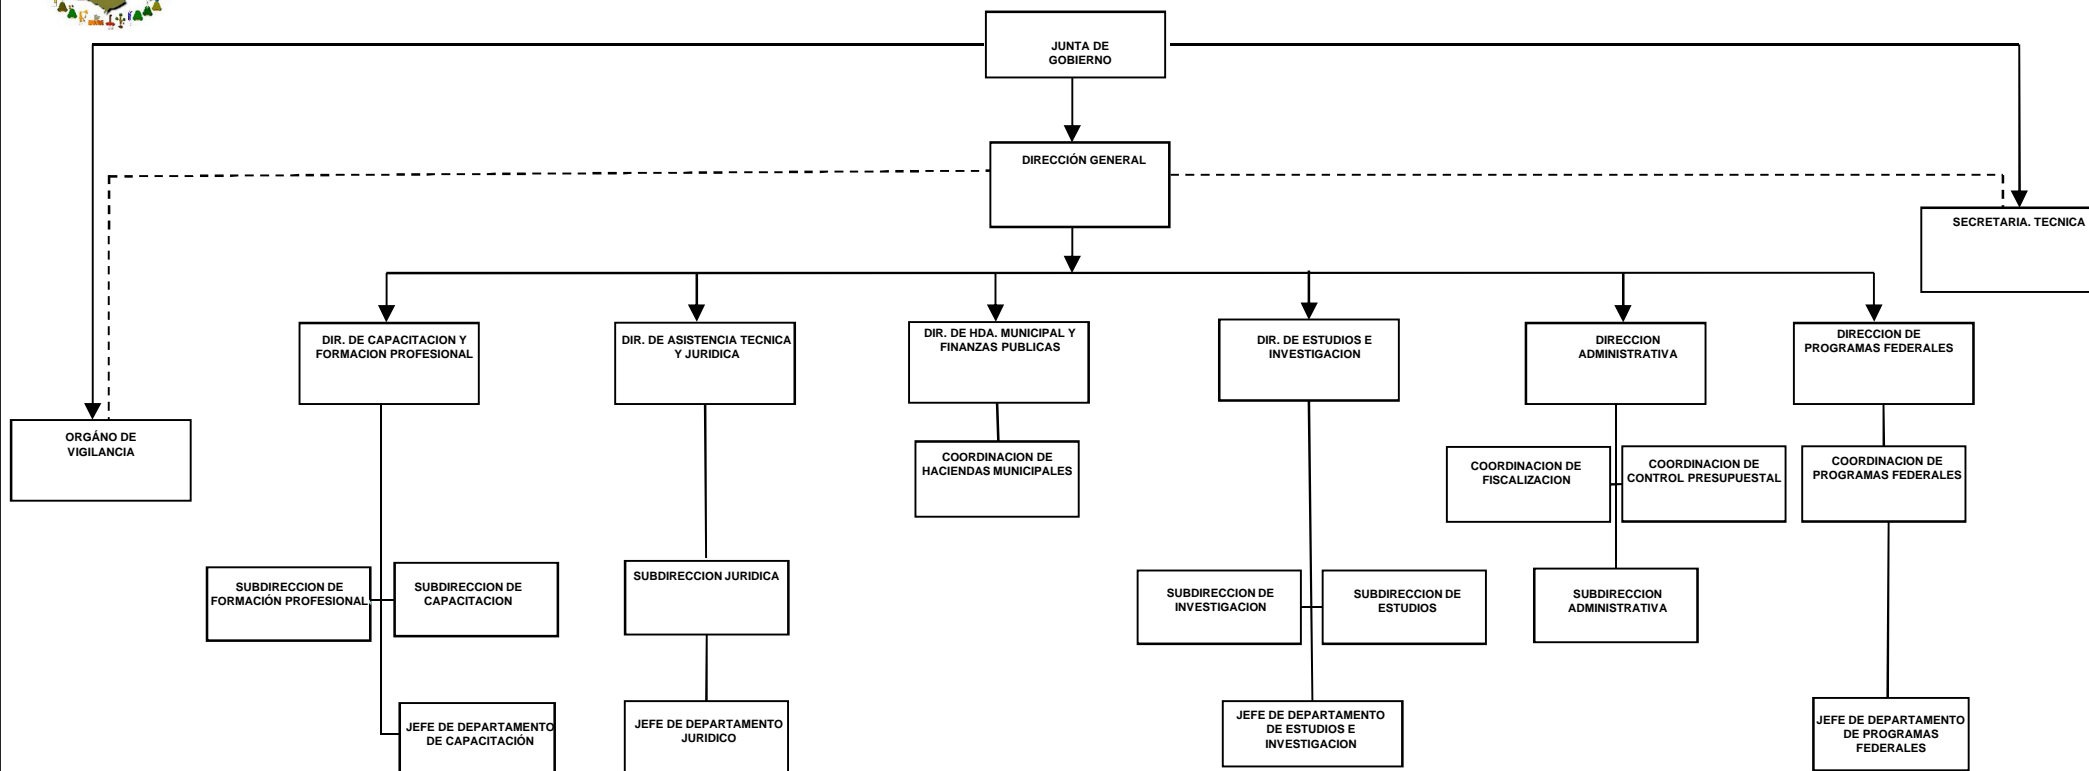 JUNTA DE
GOBIERNO
DIRECCIÓN GENERAL
SECRETARIA. TECNICA
DIR. DE CAPACITACION Y
FORMACION PROFESIONAL
DIR. DE ASISTENCIA TECNICA
Y JURIDICA
DIR. DE HDA. MUNICIPAL Y
FINANZAS PUBLICAS
DIR. DE ESTUDIOS E
INVESTIGACION
DIRECCION
ADMINISTRATIVA
DIRECCION DE
PROGRAMAS FEDERALES
ORGÁNO DE
VIGILANCIA
COORDINACION DE
HACIENDAS MUNICIPALES
COORDINACION DE
FISCALIZACION
COORDINACION DE
CONTROL PRESUPUESTAL
COORDINACION DE
PROGRAMAS FEDERALES
SUBDIRECCION DE
FORMACIÓN PROFESIONAL
SUBDIRECCION DE
CAPACITACION
SUBDIRECCION JURIDICA
SUBDIRECCION DE
INVESTIGACION
SUBDIRECCION DE
ESTUDIOS
SUBDIRECCION
ADMINISTRATIVA
JEFE DE DEPARTAMENTO
DE CAPACITACIÓN
JEFE DE DEPARTAMENTO
JURIDICO
JEFE DE DEPARTAMENTO
DE ESTUDIOS E
INVESTIGACION
JEFE DE DEPARTAMENTO
DE PROGRAMAS
FEDERALES